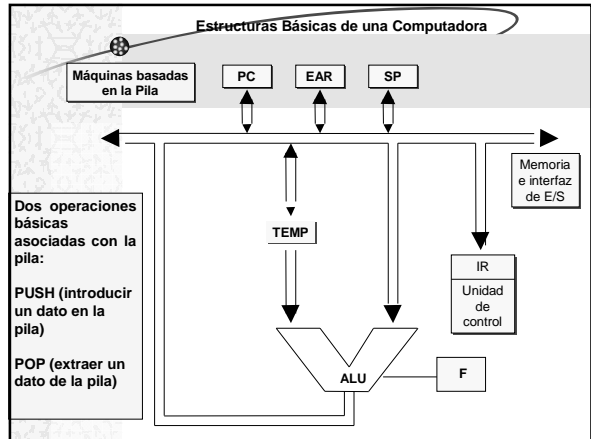 Estructuras Básicas de una Computadora
Máquinas basadas
en la Pila
PC
EAR
SP
Memoria
e interfaz
de E/S
Dos operaciones
básicas
asociadas con la
pila:
PUSH (introducir
un dato en la
pila)
POP (extraer un
dato de la pila)
TEMP
IR
Unidad
de
control
ALU
F